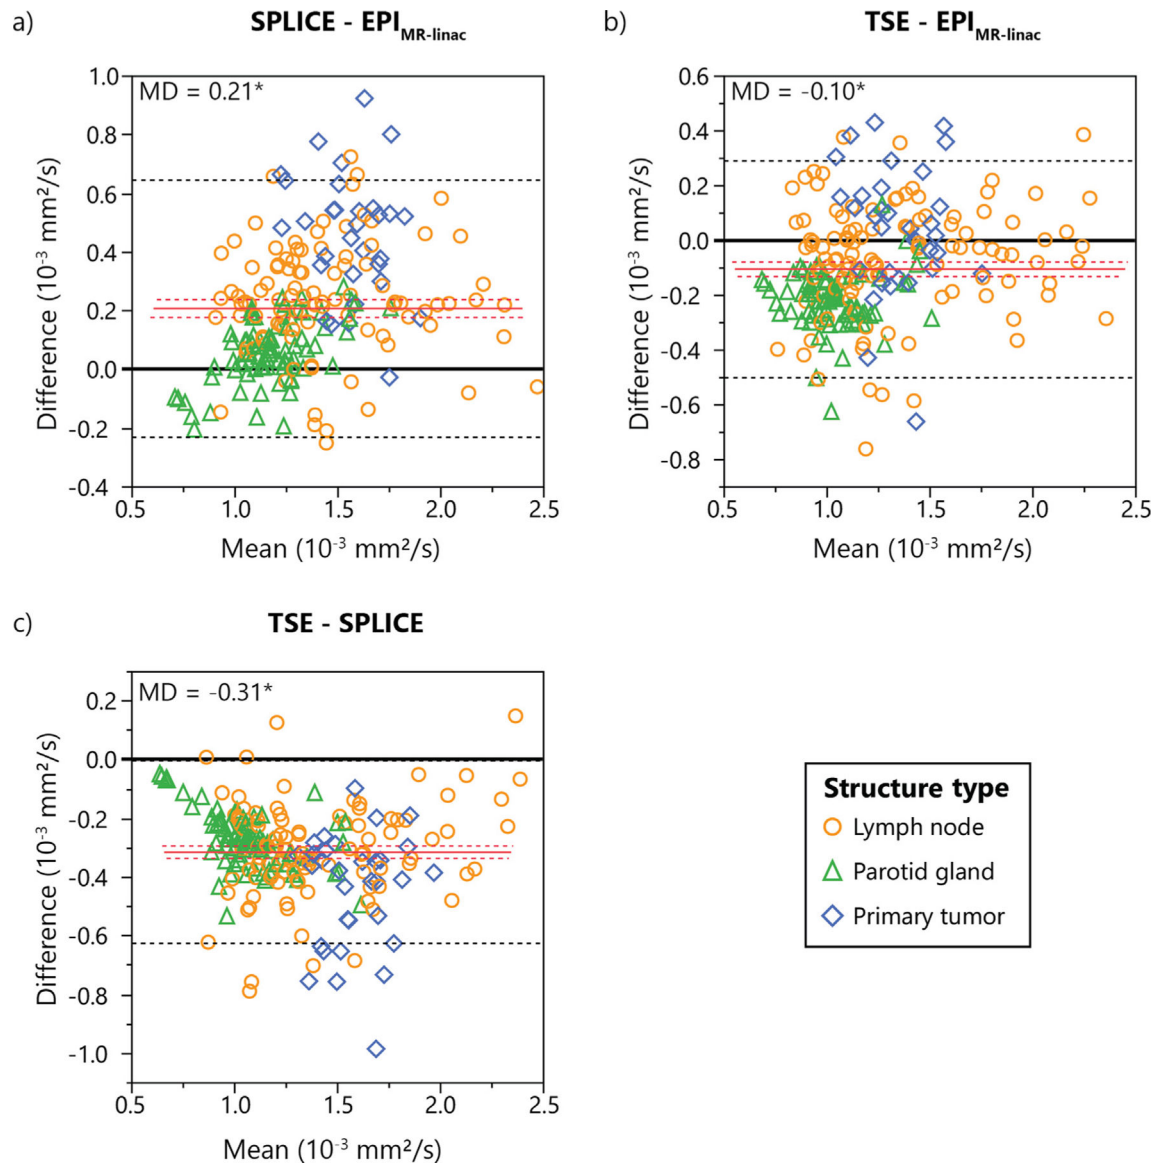 a)
SPLICE - EPI MR-linac
MD = 0.21*
1.0
0.8
0.6
0.4
0.2
0.0
-0.2
-0.4
Difference (10⁻³ mm²/s)
0.5 1.0 1.5 2.0 2.5
Mean (10⁻³ mm²/s)
b)
TSE - EPI MR-linac
MD = -0.10*
0.6
0.4
0.2
0.0
-0.2
-0.4
-0.6
-0.8
Difference (10⁻³ mm²/s)
0.5 1.0 1.5 2.0 2.5
Mean (10⁻³ mm²/s)
c)
TSE - SPLICE
MD = -0.31*
0.2
0.0
-0.2
-0.4
-0.6
-0.8
-1.0
Difference (10⁻³ mm²/s)
0.5 1.0 1.5 2.0 2.5
Mean (10⁻³ mm²/s)
Structure type
Lymph node
Parotid gland
Primary tumor